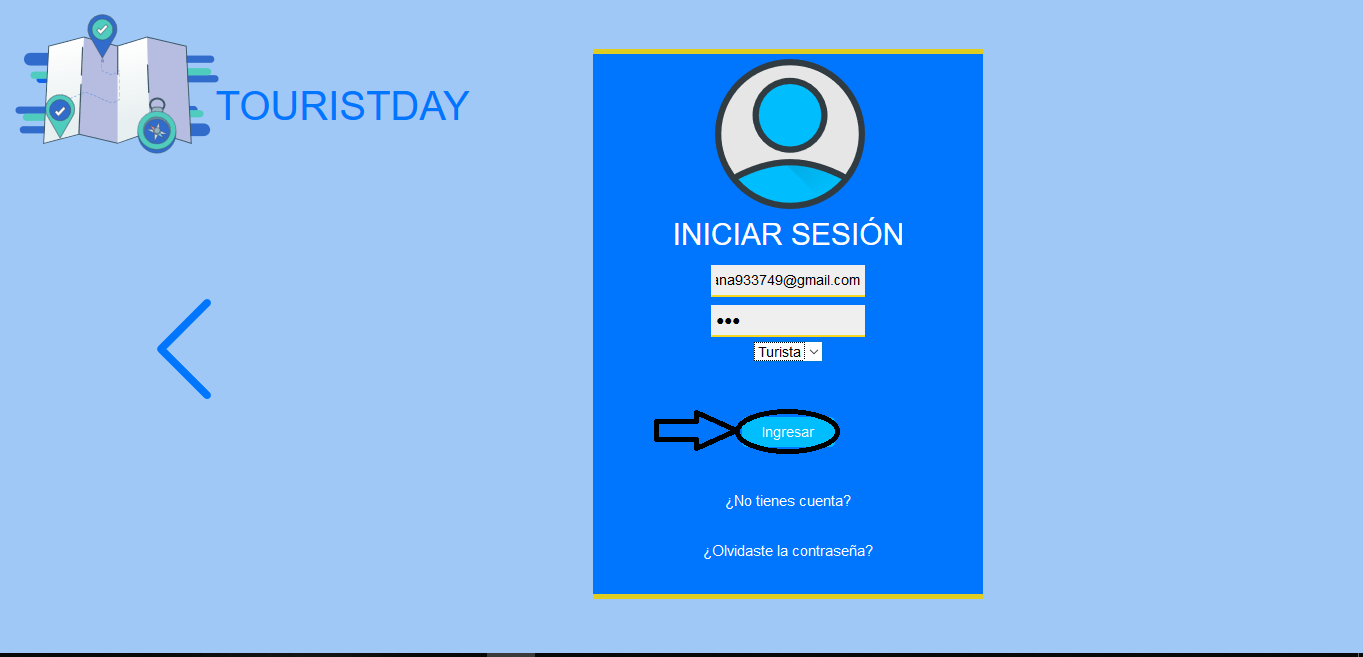 TOURISTDAY
INICIAR SESIÓN
ana933749@gmail.com
●●●
Turista
Ingresar
¿No tienes cuenta?
¿Olvidaste la contraseña?